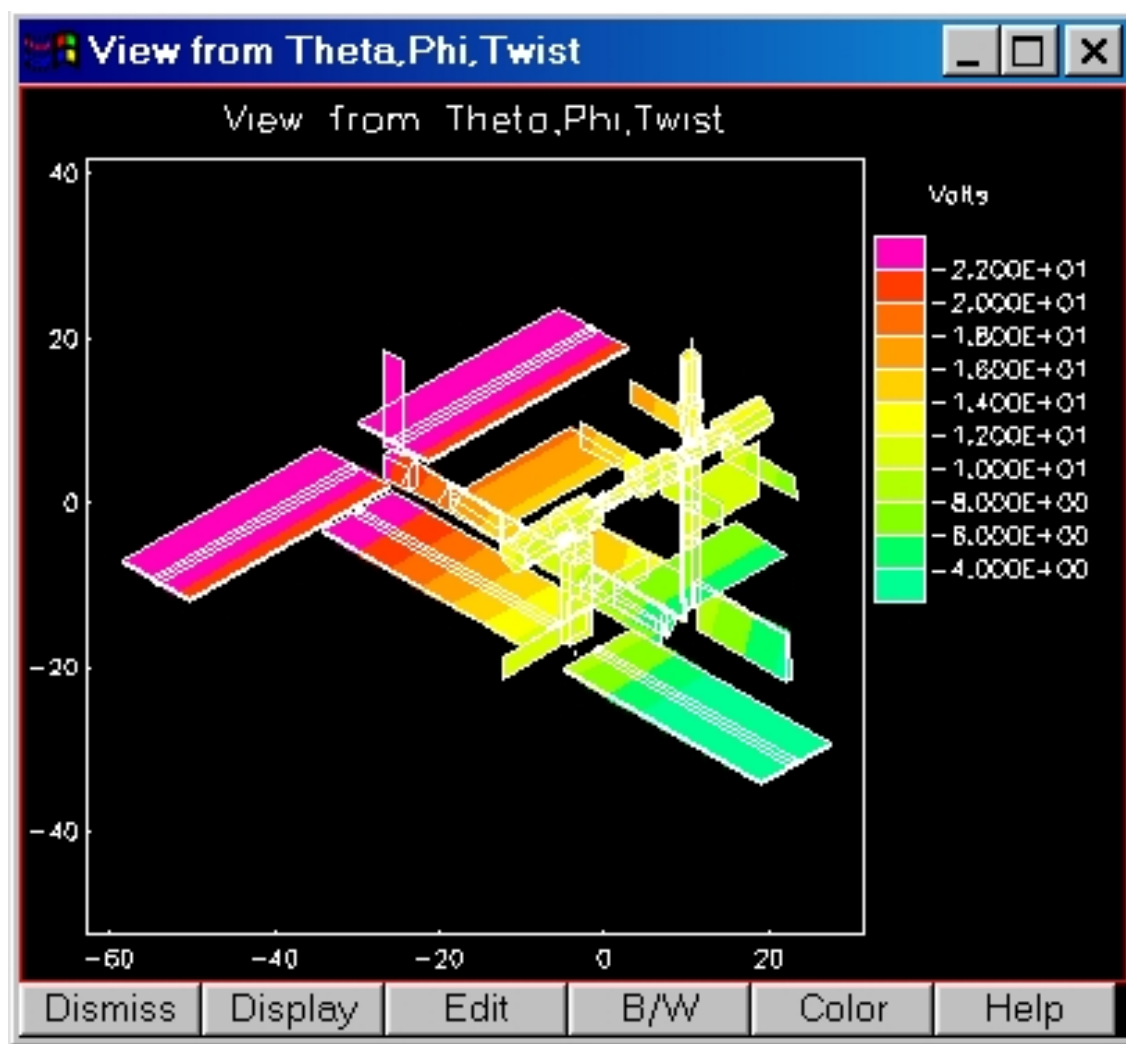 View from Theta,Phi,Twist
View from Theta,Phi,Twist
Volts
40
20
0
-20
-40
-60 -40 -20 0 20
-2.200E+01
-2.000E+01
-1.800E+01
-1.600E+01
-1.400E+01
-1.200E+01
-1.000E+01
-8.000E+00
-6.000E+00
-4.000E+00
Dismiss Display Edit B/W Color Help